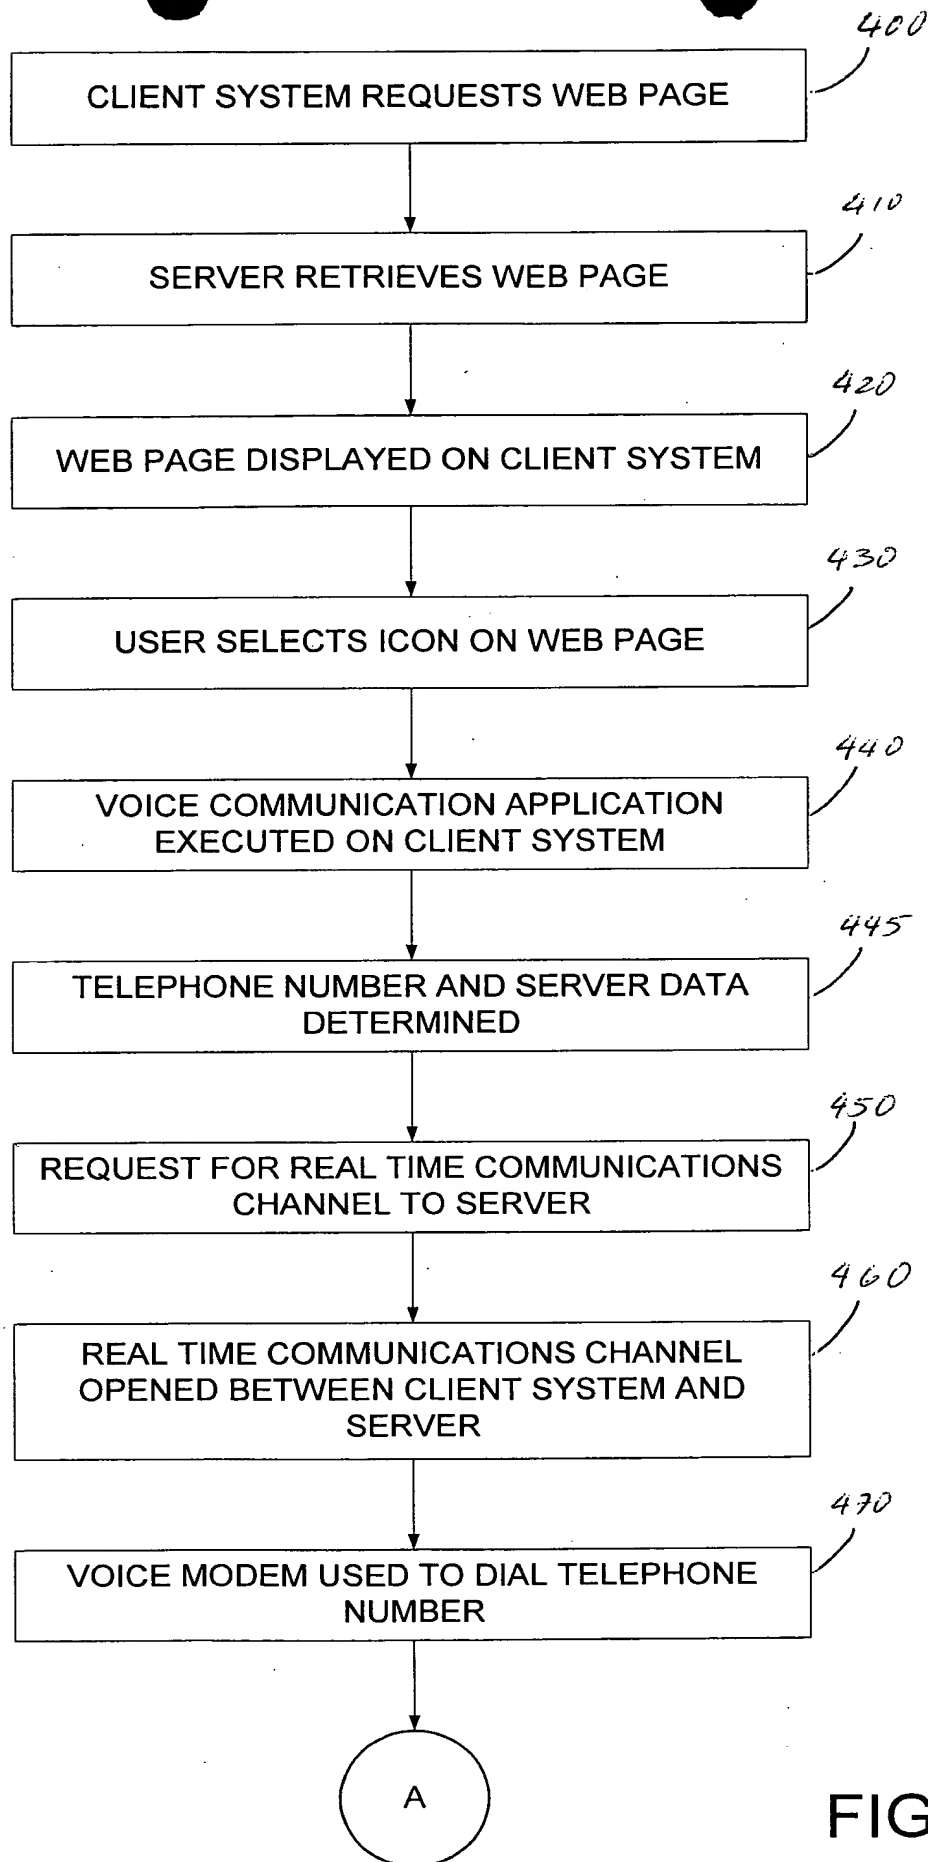 400
CLIENT SYSTEM REQUESTS WEB PAGE
410
SERVER RETRIEVES WEB PAGE
420
WEB PAGE DISPLAYED ON CLIENT SYSTEM
430
USER SELECTS ICON ON WEB PAGE
440
VOICE COMMUNICATION APPLICATION
EXECUTED ON CLIENT SYSTEM
445
TELEPHONE NUMBER AND SERVER DATA
DETERMINED
450
REQUEST FOR REAL TIME COMMUNICATIONS
CHANNEL TO SERVER
460
REAL TIME COMMUNICATIONS CHANNEL
OPENED BETWEEN CLIENT SYSTEM AND
SERVER
470
VOICE MODEM USED TO DIAL TELEPHONE
NUMBER
A
FIG